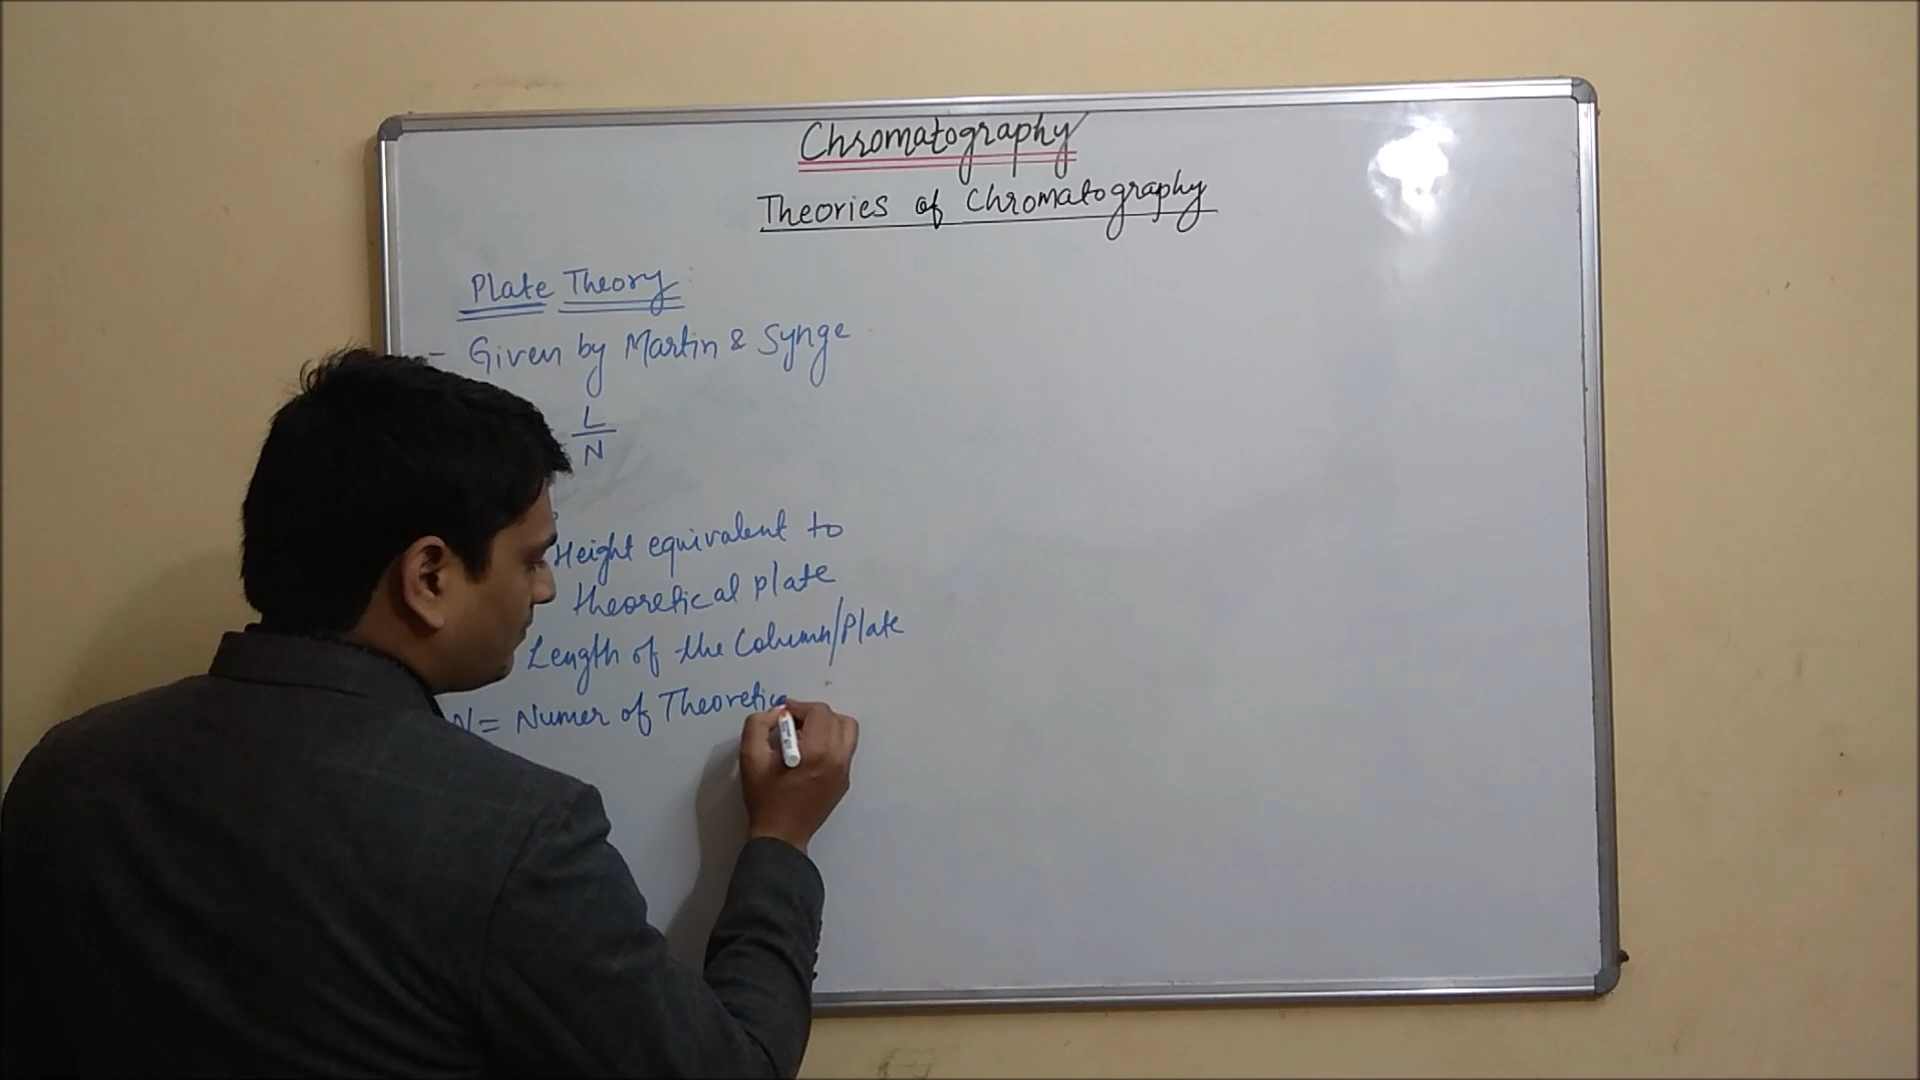 Chromatography
Theories of Chromatography
Plate Theory
- Given by Martin & Synge
L
N
Height equivalent to
theoretical plate
Length of the Column/Plate
N = Numer of Theoretica